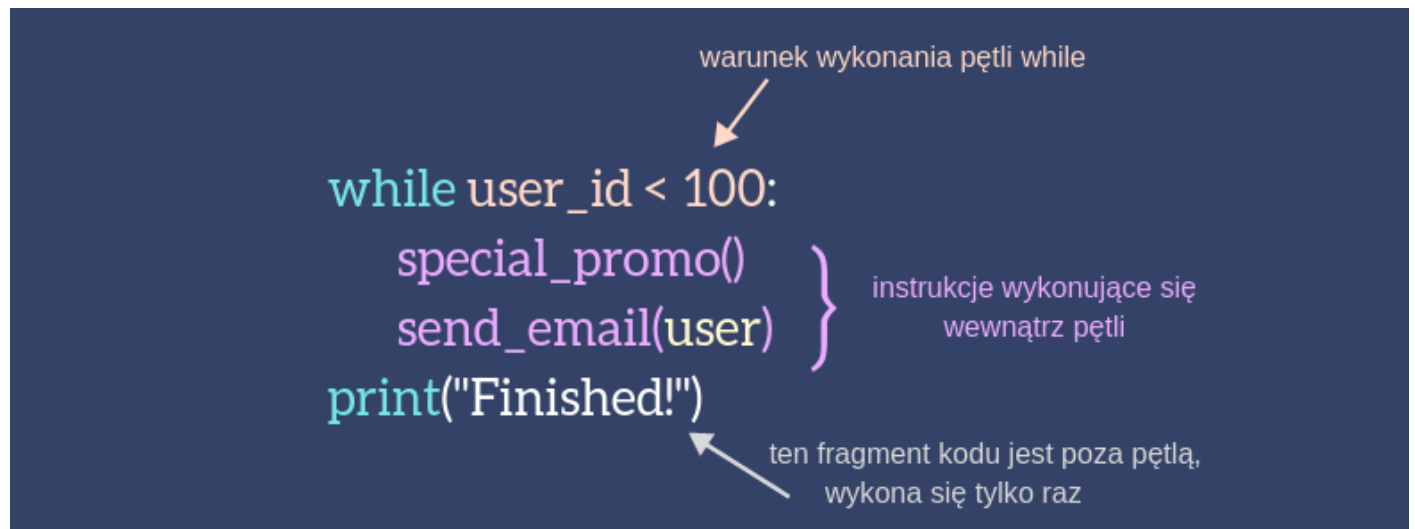 warunek wykonania pętli while
while user_id < 100:
special_promo()
send_email(user)
instrukcje wykonujące się
wewnątrz pętli
print("Finished!")
ten fragment kodu jest poza pętlą,
wykona się tylko raz